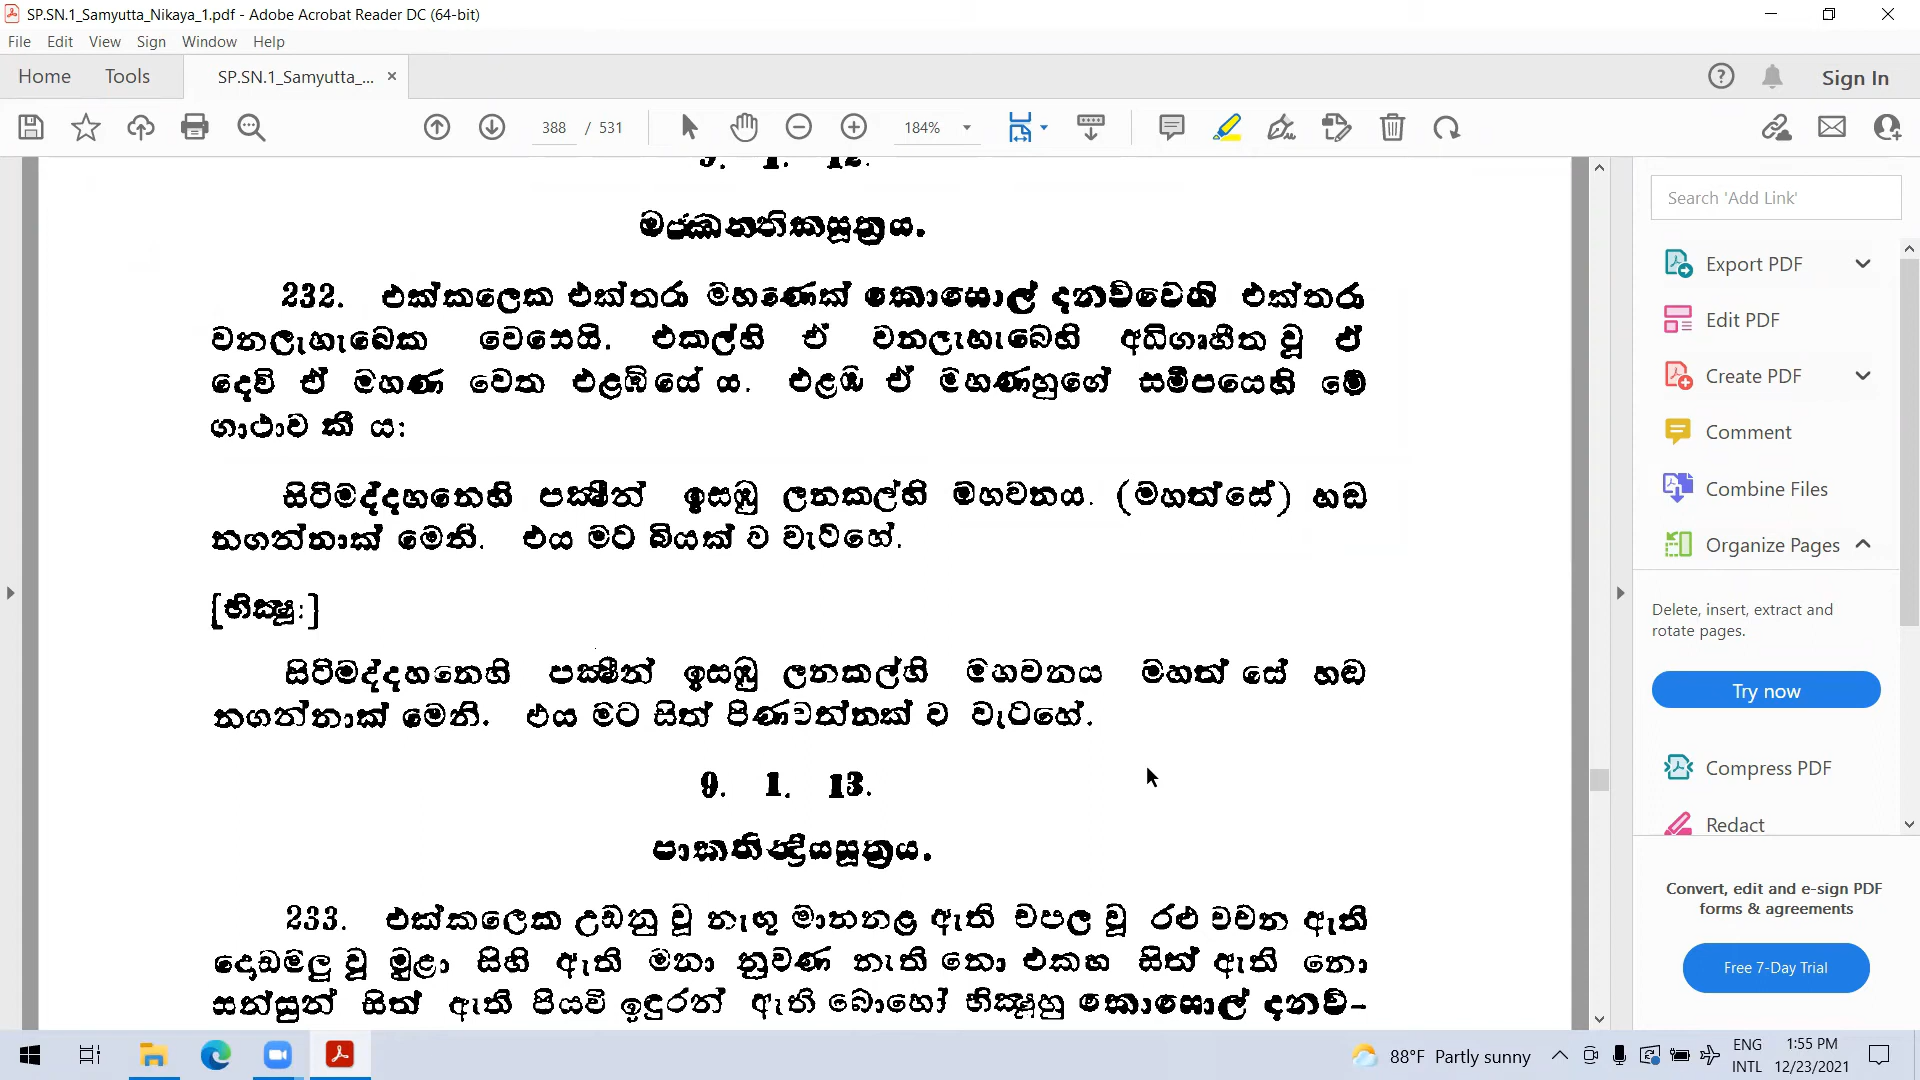 SP.SN.1_Samyutta_Nikaya_1.pdf - Adobe Acrobat Reader DC (64-bit)
File Edit View Sign Window Help
Home Tools SP.SN.1_Samyutta_... × Sign In
388 / 531 184%
9. 1. 12.
මජ්ඣන්තිකසූත්‍රය.
232. එක්කලෙක එක්තරා මහණෙක් කොසොල් දනව්වෙහි එක්තරා
වනලැහැබෙක වෙසෙයි. එකල්හි ඒ වනලැහැබෙහි අධිගෘහීත වූ ඒ
දෙව් ඒ මහණ වෙත එළඹියේ ය. එළඹ ඒ මහණහුගේ සමීපයෙහි මේ
ගාථාව කී ය:
සිටිමද්දහනෙහි පක්‍ෂීන් ඉසඹු ලනකල්හි මහවනය. (මහත්සේ) හඬ
නගන්නාක් මෙනි. එය මට බියක් ව වැටහේ.
[භික්‍ෂු:]
සිටිමද්දහනෙහි පක්‍ෂීන් ඉසඹු ලනකල්හි මහවනය මහත් සේ හඬ
නගන්නාක් මෙනි. එය මට සිත් පිණවන්නක් ව වැටහේ.
9. 1. 13.
පාකතින්ද්‍රියසූත්‍රය.
233. එක්කලෙක උඩඟු වූ නැඟූ මානනළ ඇති චපල වූ රළු වචන ඇති
දොඩමලු වූ මුළා සිහි ඇති මනා නුවණ නැති නො එකඟ සිත් ඇති නො
සන්සුන් සිත් ඇති පියවි ඉඳුරන් ඇති බොහෝ භික්‍ෂූහු කොසොල් දනව්-
Search 'Add Link'
Export PDF
Edit PDF
Create PDF
Comment
Combine Files
Organize Pages
Delete, insert, extract and
rotate pages.
Try now
Compress PDF
Redact
Convert, edit and e-sign PDF
forms & agreements
Free 7-Day Trial
88°F Partly sunny
ENG
INTL
1:55 PM
12/23/2021